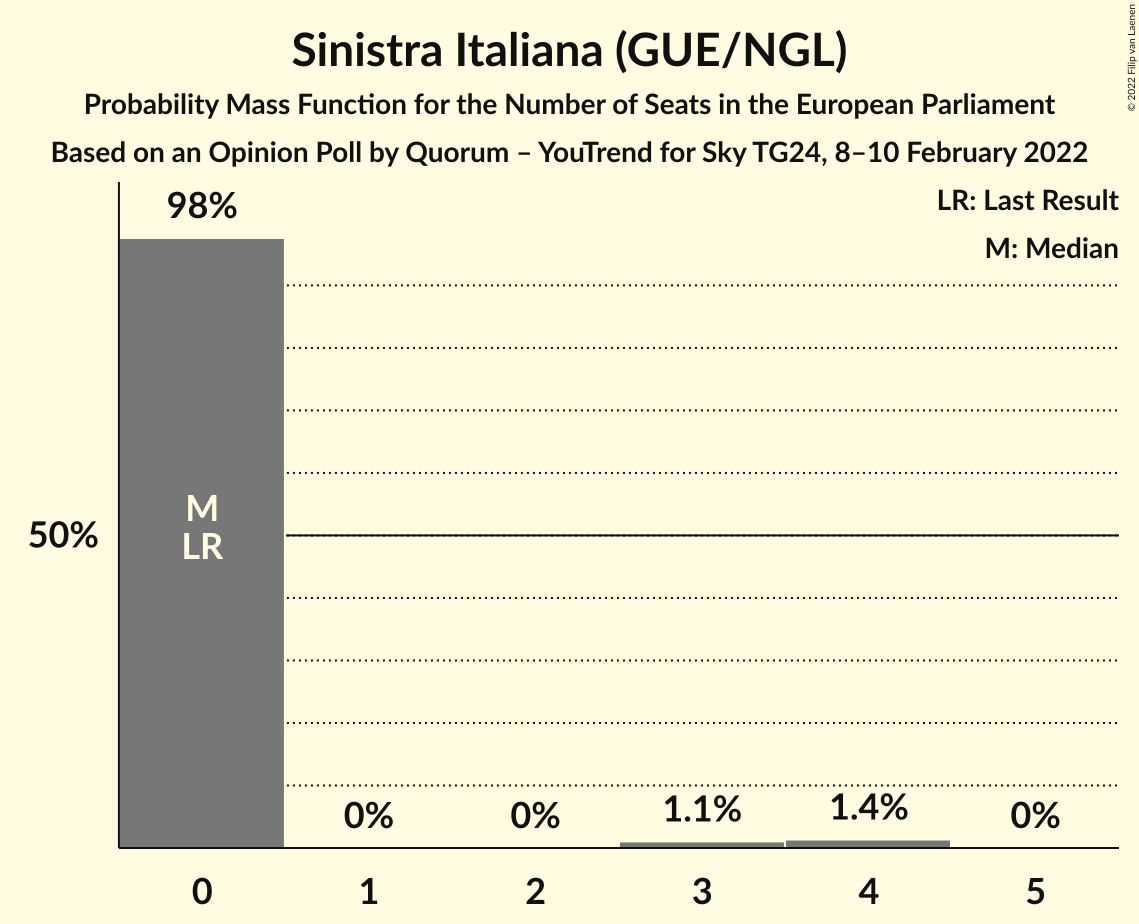 Sinistra Italiana (GUE/NGL)
Probability Mass Function for the Number of Seats in the European Parliament
Based on an Opinion Poll by Quorum – YouTrend for Sky TG24, 8–10 February 2022
© 2022 Filip van Laenen
LR: Last Result
M: Median
98%
M
LR
50%
0%
0%
1.1%
1.4%
0%
0
1
2
3
4
5